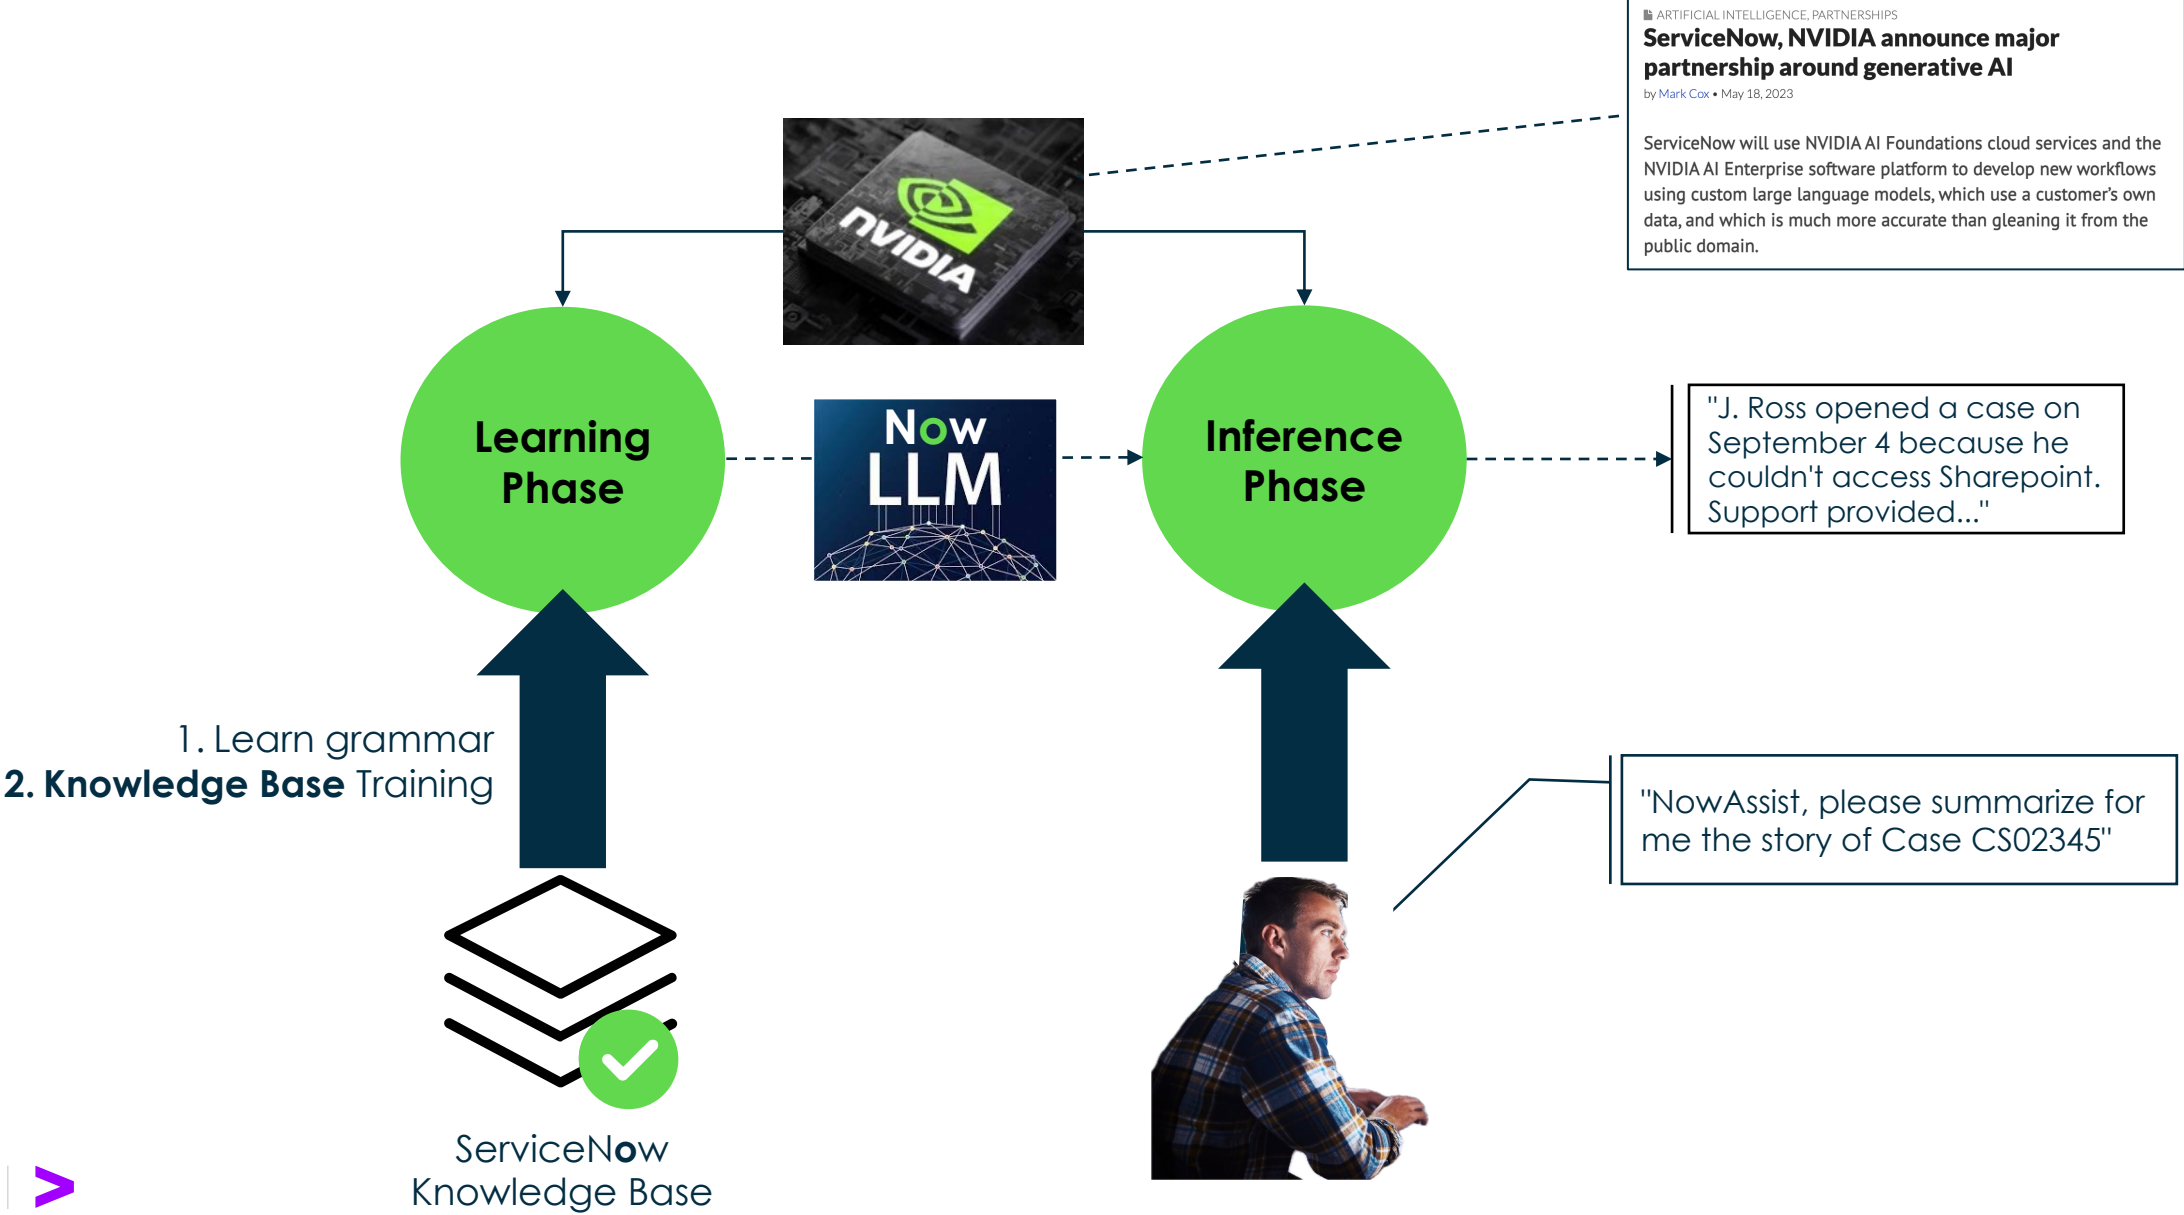 ARTIFICIAL INTELLIGENCE, PARTNERSHIPS
ServiceNow, NVIDIA announce major
partnership around generative AI
by Mark Cox • May 18, 2023
ServiceNow will use NVIDIA AI Foundations cloud services and the
NVIDIA AI Enterprise software platform to develop new workflows
using custom large language models, which use a customer's own
data, and which is much more accurate than gleaning it from the
public domain.
NVIDIA
Learning
Phase
Now
LLM
Inference
Phase
"J. Ross opened a case on
September 4 because he
couldn't access Sharepoint.
Support provided..."
1. Learn grammar
2. Knowledge Base Training
"NowAssist, please summarize for
me the story of Case CS02345"
ServiceNow
Knowledge Base
>